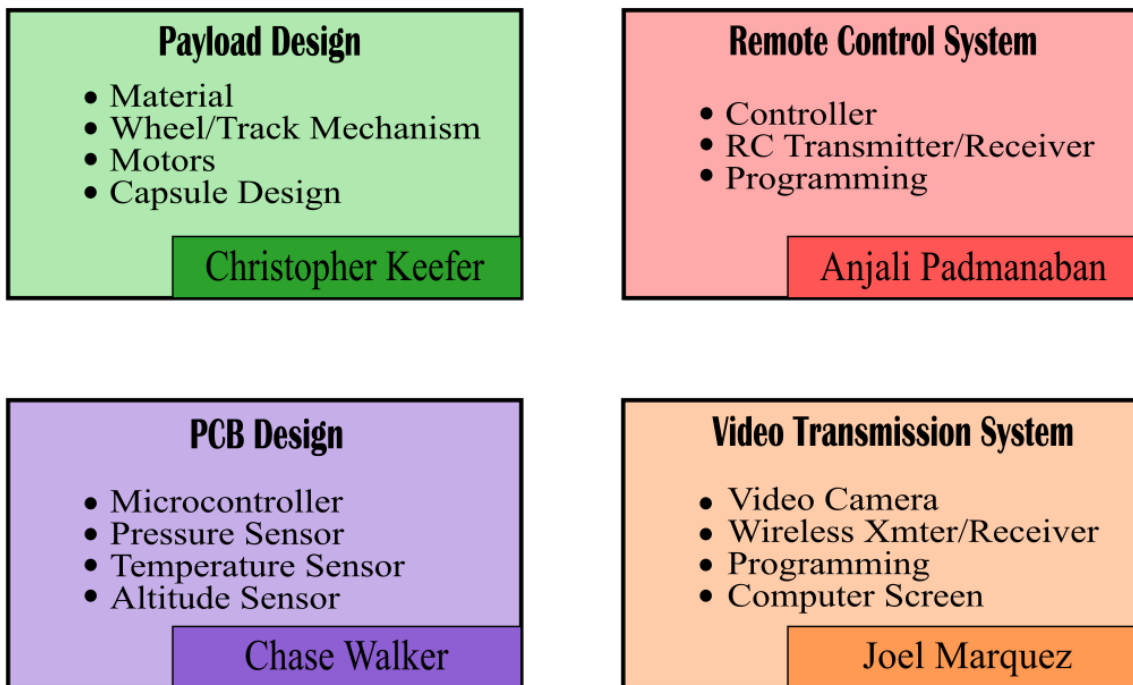 Payload Design
• Material
• Wheel/Track Mechanism
• Motors
• Capsule Design
Christopher Keefer
Remote Control System
• Controller
• RC Transmitter/Receiver
• Programming
Anjali Padmanaban
PCB Design
• Microcontroller
• Pressure Sensor
• Temperature Sensor
• Altitude Sensor
Chase Walker
Video Transmission System
• Video Camera
• Wireless Xmter/Receiver
• Programming
• Computer Screen
Joel Marquez